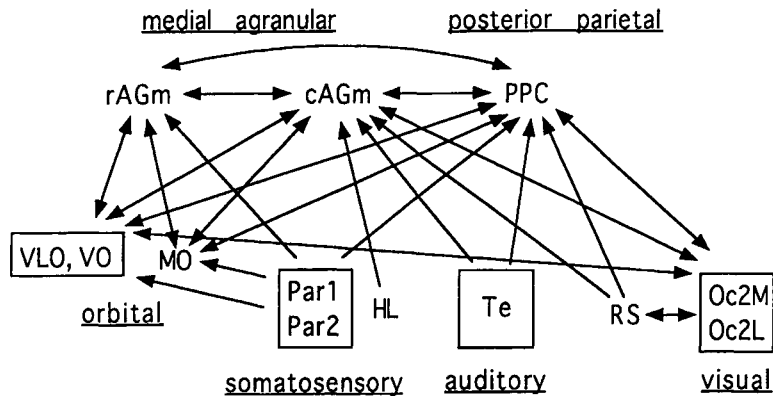 medial agranular posterior parietal
rAGm cAGm PPC
VLO, VO MO
orbital
Par1
Par2
HL
Te
RS
Oc2M
Oc2L
somatosensory auditory visual